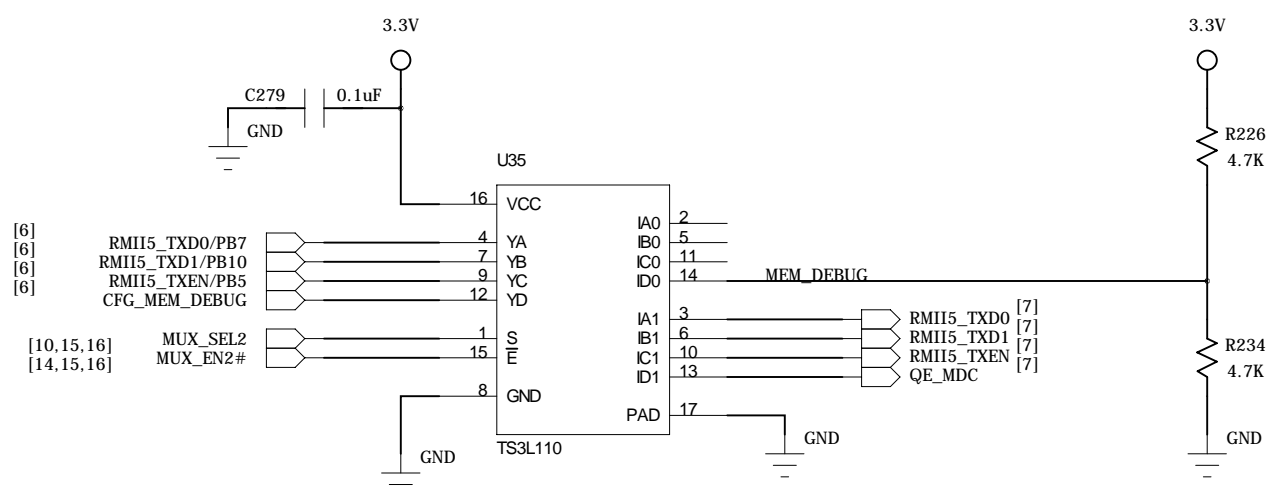 3.3V
3.3V
C279
0.1uF
GND
R226
4.7K
U35
16
VCC
IA0
2
[6]
RMII5_TXD0/PB7
4
YA
IB0
5
[6]
RMII5_TXD1/PB10
7
YB
IC0
11
[6]
RMII5_TXEN/PB5
9
YC
ID0
14
MEM_DEBUG
[6]
CFG_MEM_DEBUG
12
YD
IA1
3
RMII5_TXD0
[7]
[10,15,16]
MUX_SEL2
1
S
IB1
6
RMII5_TXD1
[7]
[14,15,16]
MUX_EN2#
15
E
IC1
10
RMII5_TXEN
[7]
ID1
13
QE_MDC
[7]
R234
4.7K
8
GND
PAD
17
GND
TS3L110
GND
GND